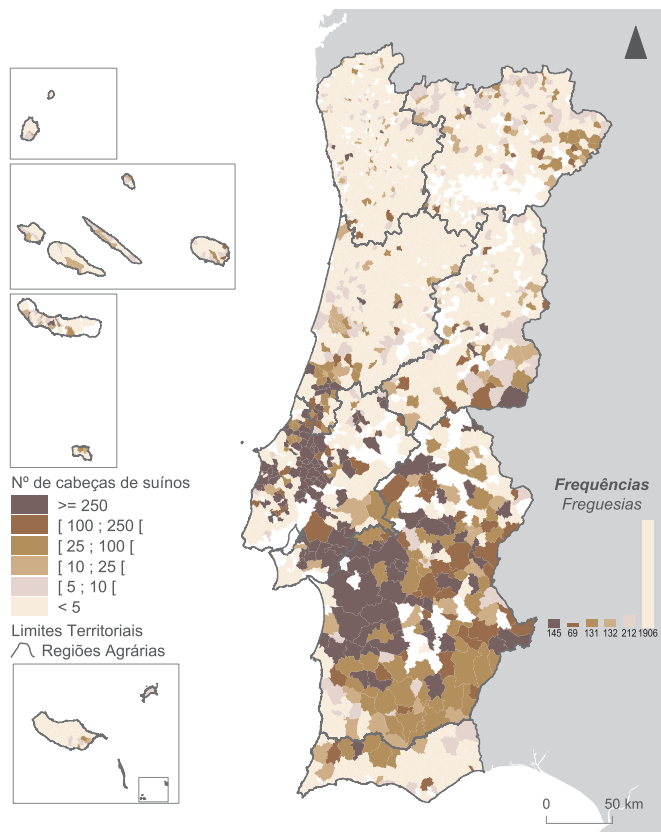 Nº de cabeças de suínos
>= 250
[ 100 ; 250 [
[ 25 ; 100 [
[ 10 ; 25 [
[ 5 ; 10 [
< 5
Limites Territoriais
Regiões Agrárias
Frequências
Freguesias
145 69 131 132 212 1906
0 50 km